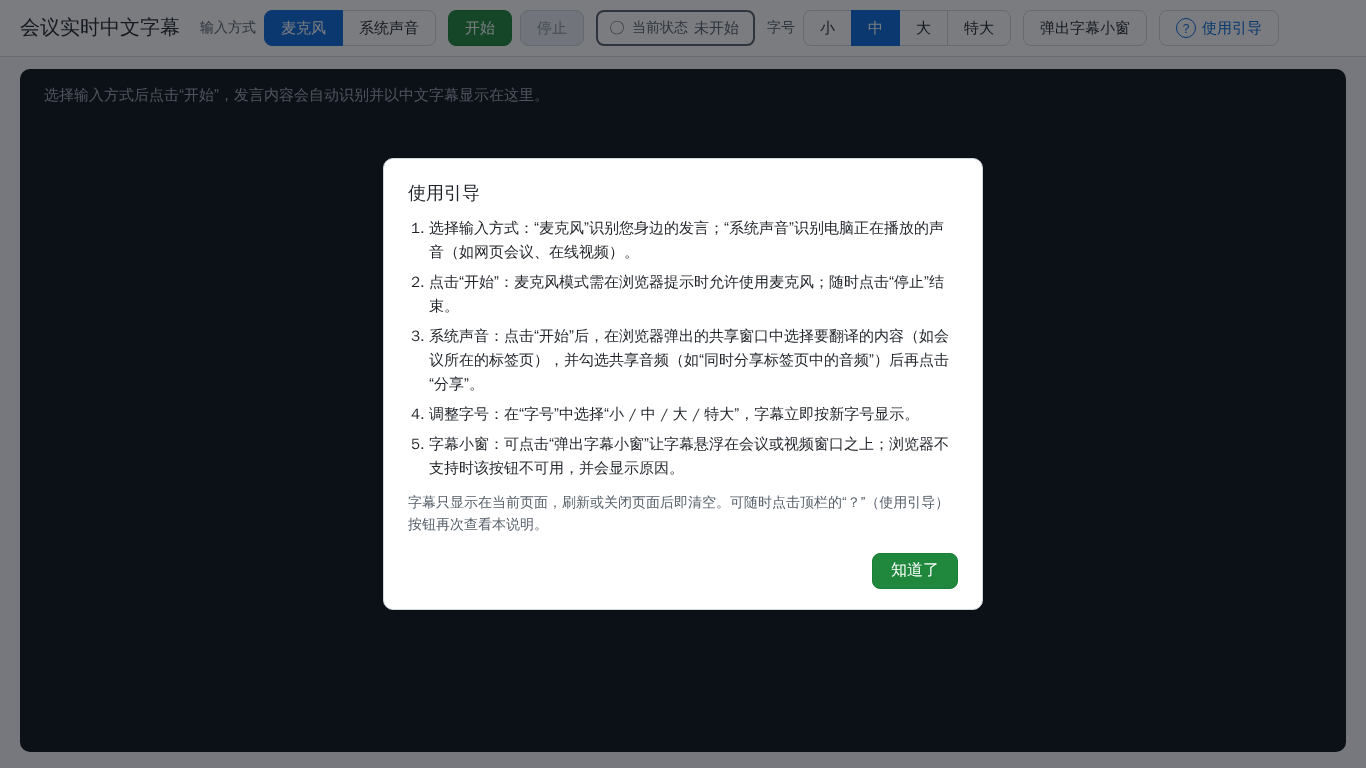 会议实时中文字幕 输入方式 麦克风 系统声音 开始 停止 当前状态 未开始 字号 小 中 大 特大 弹出字幕小窗 ? 使用引导
选择输入方式后点击“开始”，发言内容会自动识别并以中文字幕显示在这里。
使用引导
1. 选择输入方式：“麦克风”识别您身边的发言；“系统声音”识别电脑正在播放的声
音（如网页会议、在线视频）。
2. 点击“开始”：麦克风模式需在浏览器提示时允许使用麦克风；随时点击“停止”结
束。
3. 系统声音：点击“开始”后，在浏览器弹出的共享窗口中选择要翻译的内容（如会
议所在的标签页），并勾选共享音频（如“同时分享标签页中的音频”）后再点击
“分享”。
4. 调整字号：在“字号”中选择“小 / 中 / 大 / 特大”，字幕立即按新字号显示。
5. 字幕小窗：可点击“弹出字幕小窗”让字幕悬浮在会议或视频窗口之上；浏览器不
支持时该按钮不可用，并会显示原因。
字幕只显示在当前页面，刷新或关闭页面后即清空。可随时点击顶栏的“？”（使用引导）
按钮再次查看本说明。
知道了